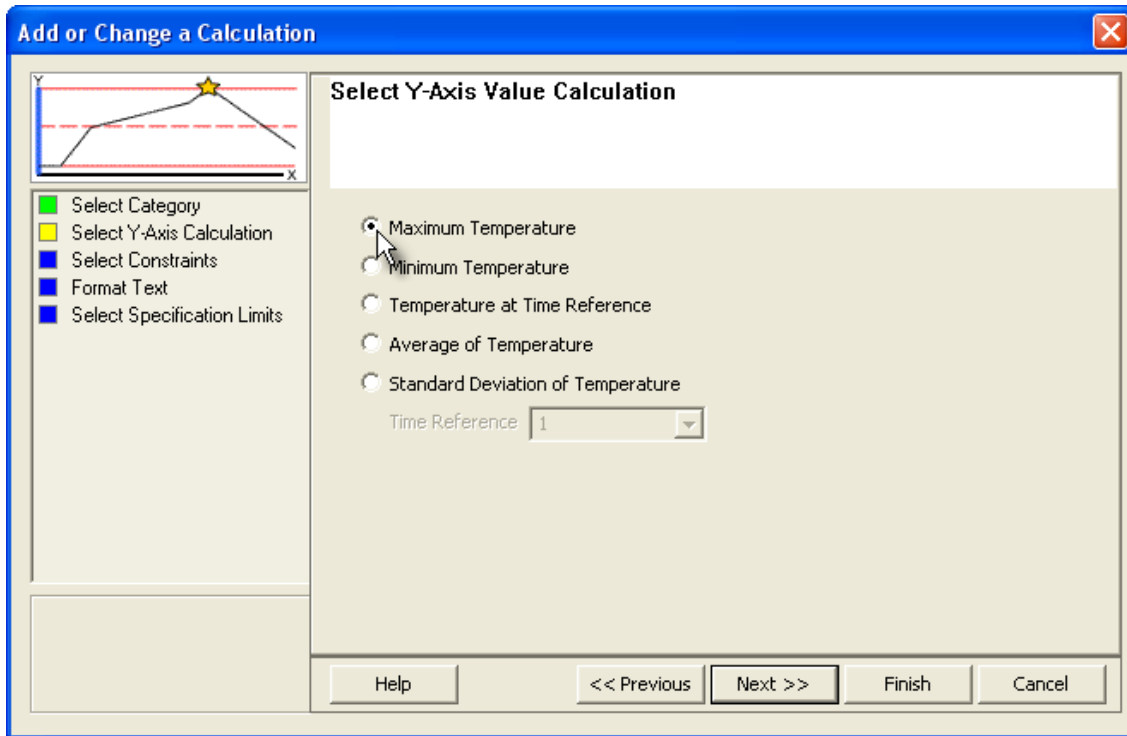 Add or Change a Calculation
Y
X
Select Category
Select Y-Axis Calculation
Select Constraints
Format Text
Select Specification Limits
Select Y-Axis Value Calculation
Maximum Temperature
Minimum Temperature
Temperature at Time Reference
Average of Temperature
Standard Deviation of Temperature
Time Reference 1
Help << Previous Next >> Finish Cancel